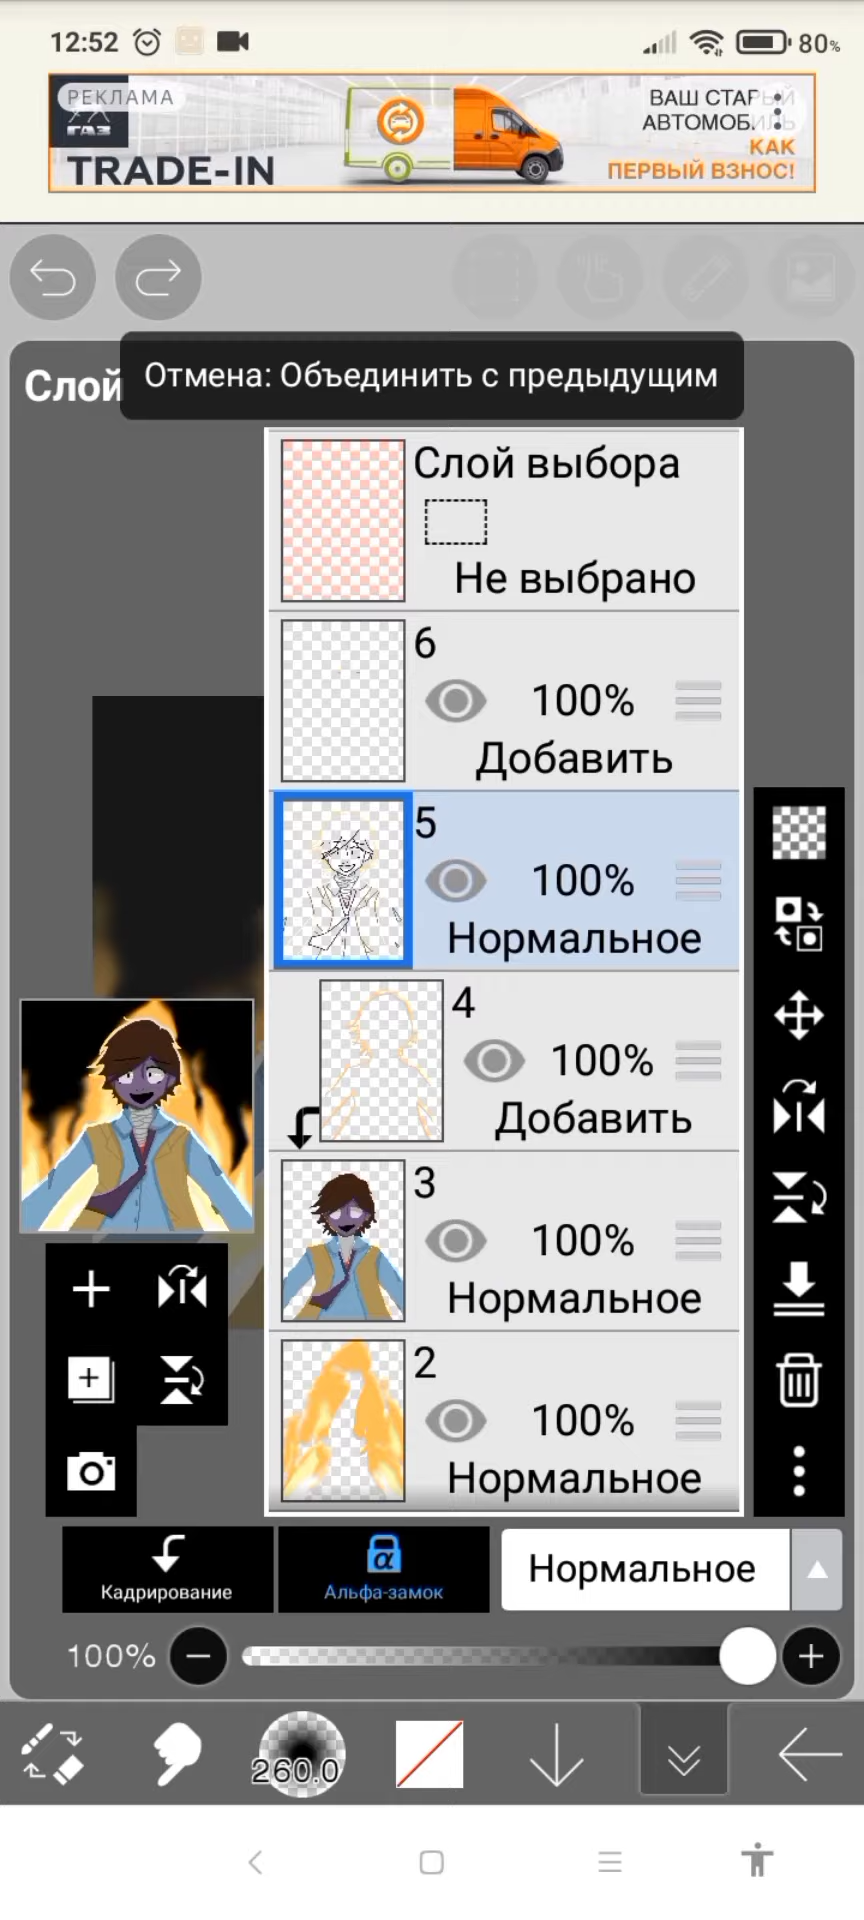 12:52
80%
РЕКЛАМА
ГАЗ
TRADE-IN
ВАШ СТАРЫЙ
АВТОМОБИЛЬ
КАК
ПЕРВЫЙ ВЗНОС!
Слой
Отмена: Объединить с предыдущим
Слой выбора
Не выбрано
6
100%
Добавить
5
100%
Нормальное
4
100%
Добавить
3
100%
Нормальное
2
100%
Нормальное
Кадрирование
α
Альфа-замок
Нормальное
100%
260.0